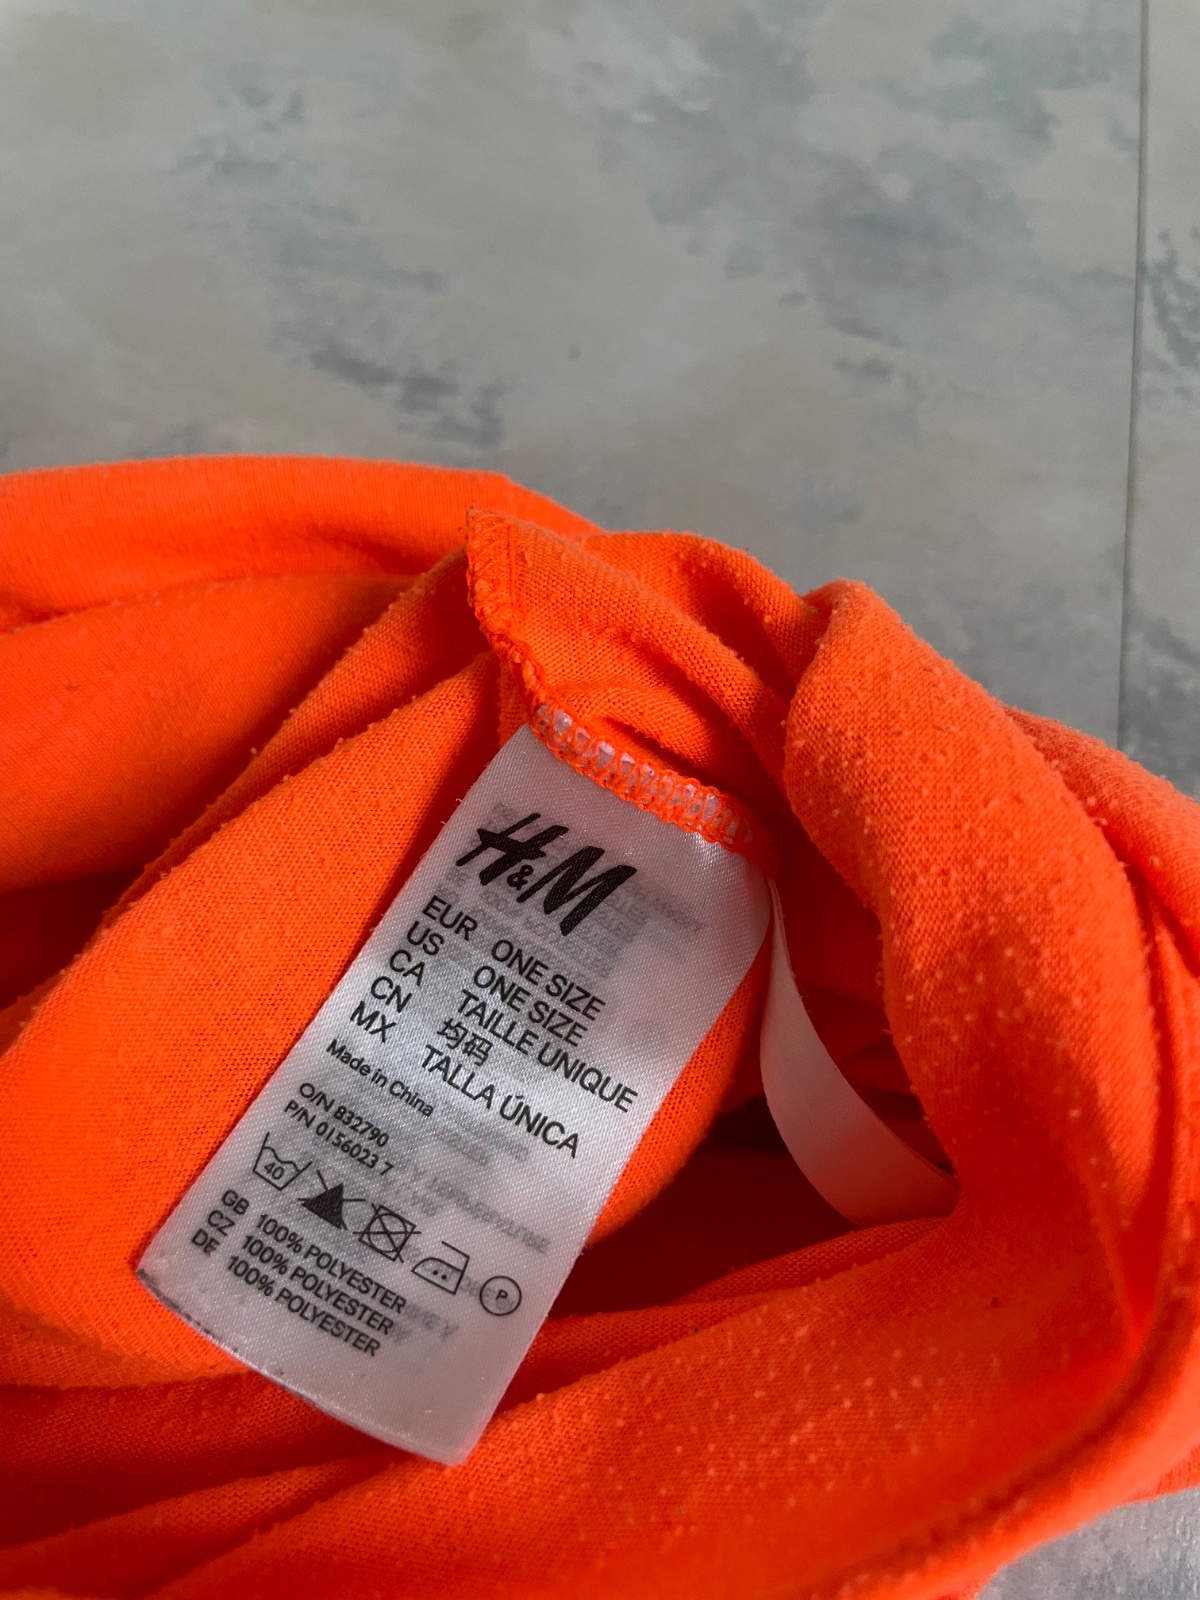 H&M
EUR ONE SIZE
US ONE SIZE
CA TAILLE UNIQUE
CN 均码
MX TALLA ÚNICA
Made in China
O/N 832790
P/N 0156023 7
40
P
GB 100% POLYESTER
CZ 100% POLYESTER
DE 100% POLYESTER